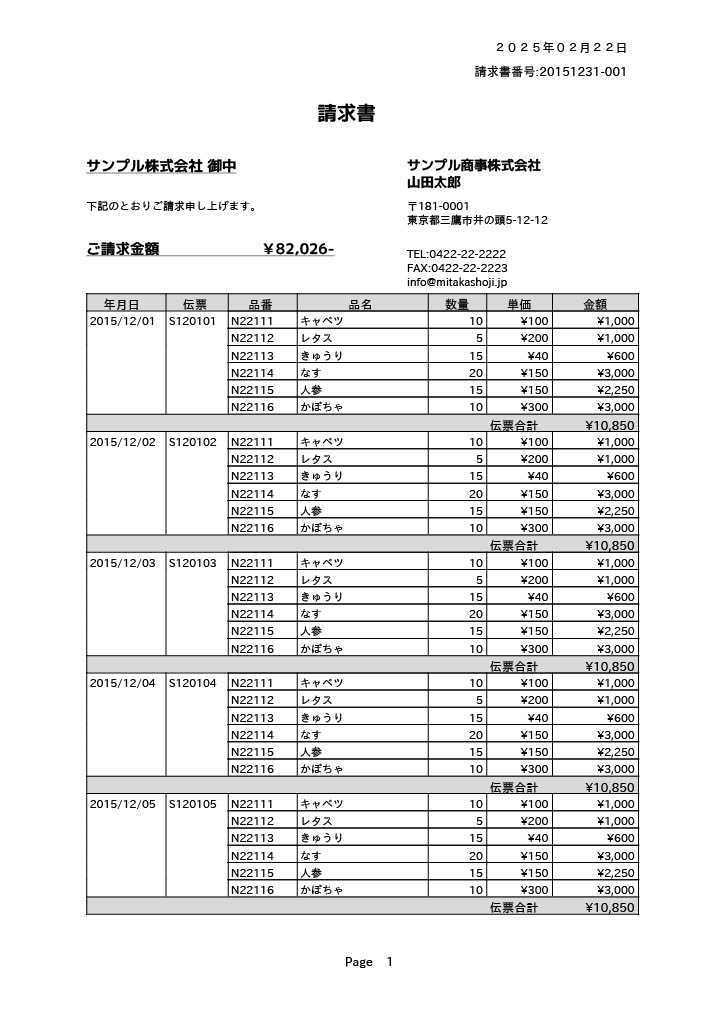 ２０２５年０２月２２日
請求書番号:20151231-001
請求書
サンプル株式会社 御中
サンプル商事株式会社
山田太郎
下記のとおりご請求申し上げます。
〒181-0001
東京都三鷹市井の頭5-12-12
ご請求金額 ￥82,026-
TEL:0422-22-2222
FAX:0422-22-2223
info@mitakashoji.jp
年月日 伝票 品番 品名 数量 単価 金額
2015/12/01 S120101 N22111 キャベツ 10 ¥100 ¥1,000
N22112 レタス 5 ¥200 ¥1,000
N22113 きゅうり 15 ¥40 ¥600
N22114 なす 20 ¥150 ¥3,000
N22115 人参 15 ¥150 ¥2,250
N22116 かぼちゃ 10 ¥300 ¥3,000
伝票合計 ¥10,850
2015/12/02 S120102 N22111 キャベツ 10 ¥100 ¥1,000
N22112 レタス 5 ¥200 ¥1,000
N22113 きゅうり 15 ¥40 ¥600
N22114 なす 20 ¥150 ¥3,000
N22115 人参 15 ¥150 ¥2,250
N22116 かぼちゃ 10 ¥300 ¥3,000
伝票合計 ¥10,850
2015/12/03 S120103 N22111 キャベツ 10 ¥100 ¥1,000
N22112 レタス 5 ¥200 ¥1,000
N22113 きゅうり 15 ¥40 ¥600
N22114 なす 20 ¥150 ¥3,000
N22115 人参 15 ¥150 ¥2,250
N22116 かぼちゃ 10 ¥300 ¥3,000
伝票合計 ¥10,850
2015/12/04 S120104 N22111 キャベツ 10 ¥100 ¥1,000
N22112 レタス 5 ¥200 ¥1,000
N22113 きゅうり 15 ¥40 ¥600
N22114 なす 20 ¥150 ¥3,000
N22115 人参 15 ¥150 ¥2,250
N22116 かぼちゃ 10 ¥300 ¥3,000
伝票合計 ¥10,850
2015/12/05 S120105 N22111 キャベツ 10 ¥100 ¥1,000
N22112 レタス 5 ¥200 ¥1,000
N22113 きゅうり 15 ¥40 ¥600
N22114 なす 20 ¥150 ¥3,000
N22115 人参 15 ¥150 ¥2,250
N22116 かぼちゃ 10 ¥300 ¥3,000
伝票合計 ¥10,850
Page 1